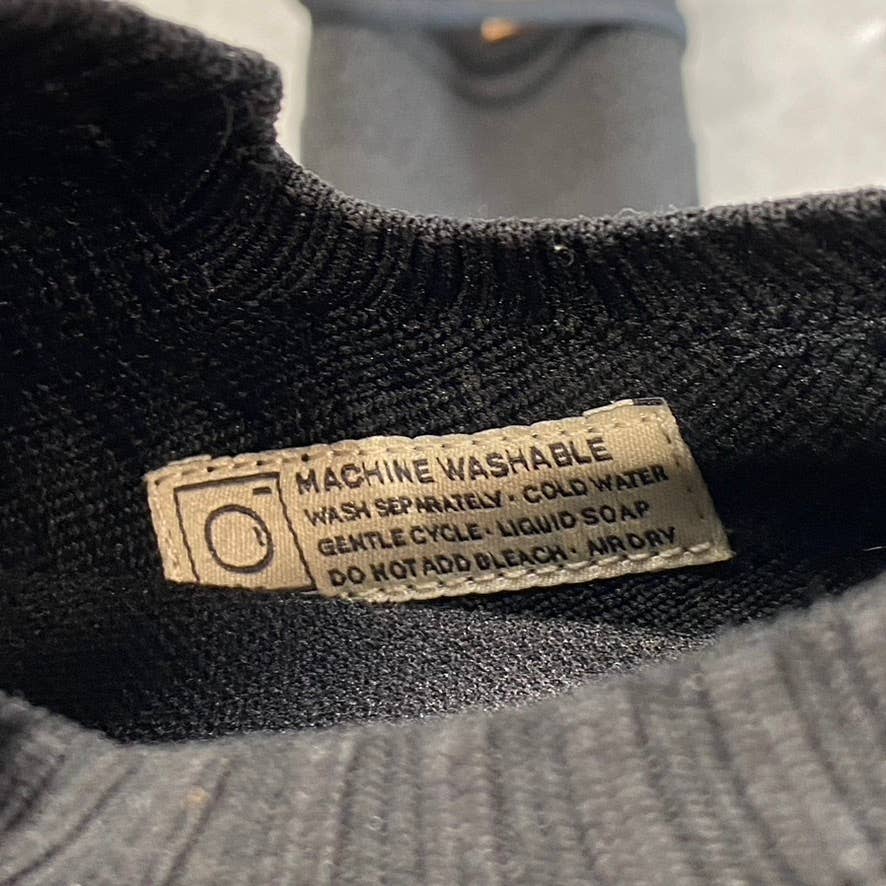 MACHINE WASHABLE
WASH SEPARATELY · COLD WATER
GENTLE CYCLE · LIQUID SOAP
DO NOT ADD BLEACH · AIR DRY